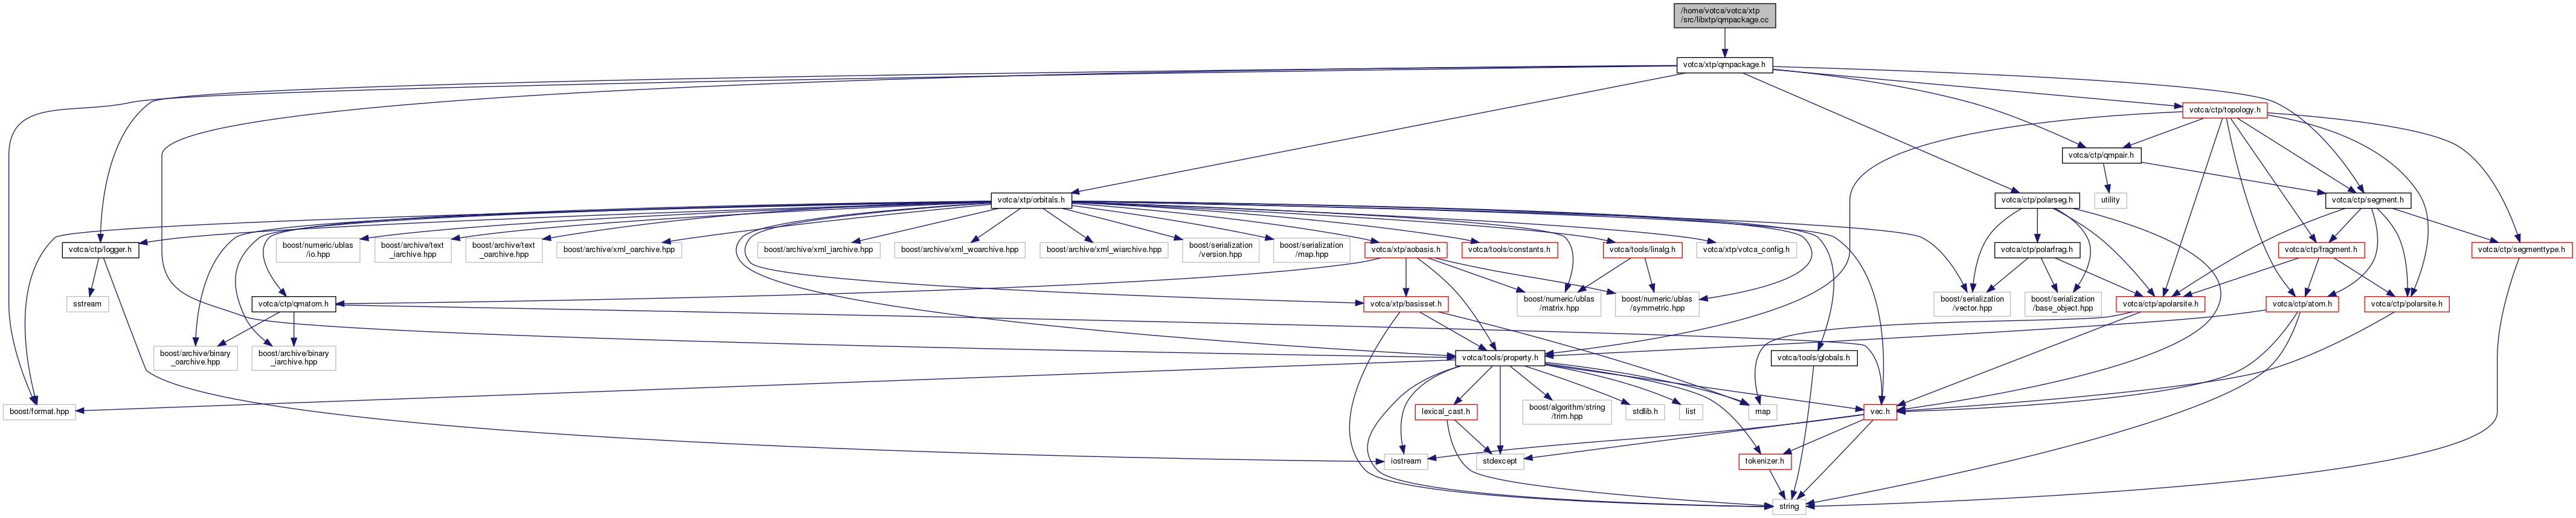 /home/votca/votca/xtp
/src/libxtp/qmpackage.cc
votca/xtp/qmpackage.h
votca/ctp/topology.h
votca/ctp/qmpair.h
votca/xtp/orbitals.h
votca/ctp/polarseg.h
utility
votca/ctp/segment.h
votca/ctp/logger.h
boost/numeric/ublas
/io.hpp
boost/archive/text
_iarchive.hpp
boost/archive/text
_oarchive.hpp
boost/archive/xml_oarchive.hpp
boost/archive/xml_iarchive.hpp
boost/archive/xml_woarchive.hpp
boost/archive/xml_wiarchive.hpp
boost/serialization
/version.hpp
boost/serialization
/map.hpp
votca/xtp/aobasis.h
votca/tools/constants.h
votca/tools/linalg.h
votca/xtp/votca_config.h
votca/ctp/polarfrag.h
votca/ctp/fragment.h
votca/ctp/segmenttype.h
sstream
votca/ctp/qmatom.h
votca/xtp/basisset.h
boost/numeric/ublas
/matrix.hpp
boost/numeric/ublas
/symmetric.hpp
boost/serialization
/vector.hpp
boost/serialization
/base_object.hpp
votca/ctp/apolarsite.h
votca/ctp/atom.h
votca/ctp/polarsite.h
boost/archive/binary
_oarchive.hpp
boost/archive/binary
_iarchive.hpp
votca/tools/property.h
votca/tools/globals.h
boost/format.hpp
lexical_cast.h
boost/algorithm/string
/trim.hpp
stdlib.h
list
map
vec.h
iostream
stdexcept
tokenizer.h
string